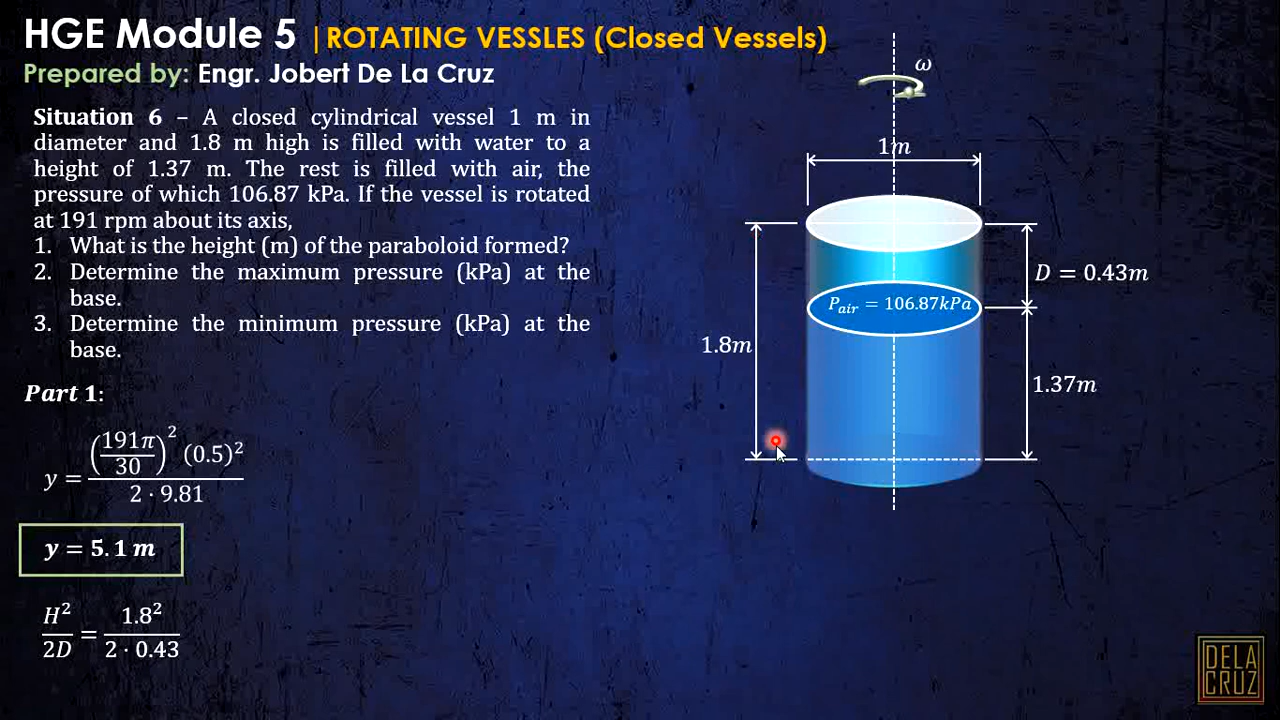 HGE Module 5 | ROTATING VESSLES (Closed Vessels)
Prepared by: Engr. Jobert De La Cruz
Situation 6 – A closed cylindrical vessel 1 m in
diameter and 1.8 m high is filled with water to a
height of 1.37 m. The rest is filled with air, the
pressure of which 106.87 kPa. If the vessel is rotated
at 191 rpm about its axis,
1. What is the height (m) of the paraboloid formed?
2. Determine the maximum pressure (kPa) at the
base.
3. Determine the minimum pressure (kPa) at the
base.
Part 1:
y = (191π/30)² (0.5)² / 2 · 9.81
y = 5.1 m
H²/2D = 1.8²/2 · 0.43
ω
1m
D = 0.43m
P_air = 106.87kPa
1.8m
1.37m
DELA
CRUZ